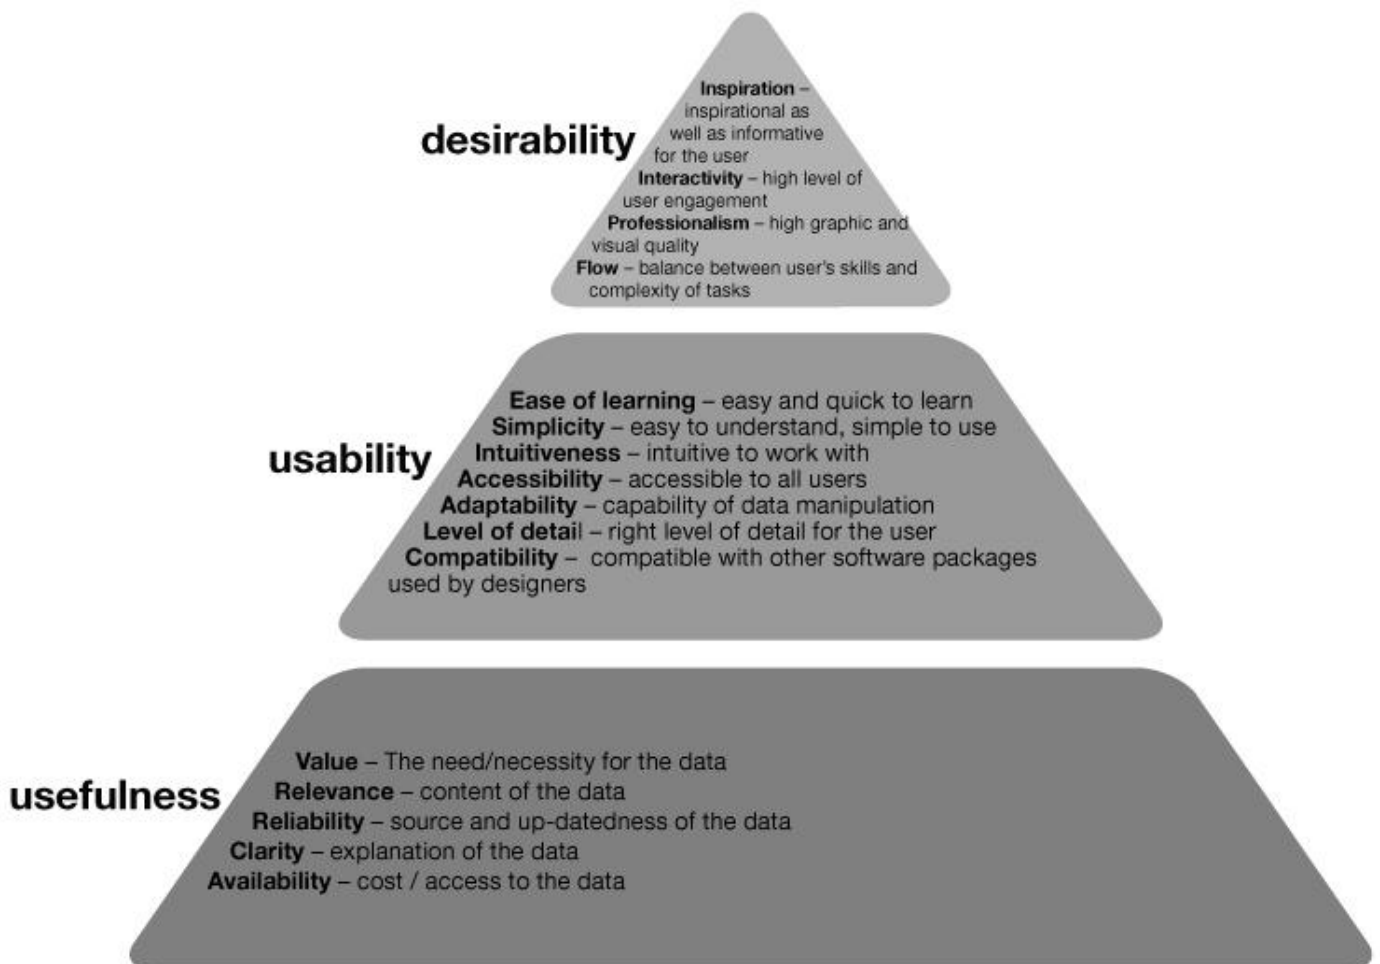 Inspiration –
inspirational as
well as informative
for the user
desirability
Interactivity – high level of
user engagement
Professionalism – high graphic and
visual quality
Flow – balance between user's skills and
complexity of tasks
Ease of learning – easy and quick to learn
Simplicity – easy to understand, simple to use
usability
Intuitiveness – intuitive to work with
Accessibility – accessible to all users
Adaptability – capability of data manipulation
Level of detail – right level of detail for the user
Compatibility – compatible with other software packages
used by designers
Value – The need/necessity for the data
usefulness
Relevance – content of the data
Reliability – source and up-datedness of the data
Clarity – explanation of the data
Availability – cost / access to the data